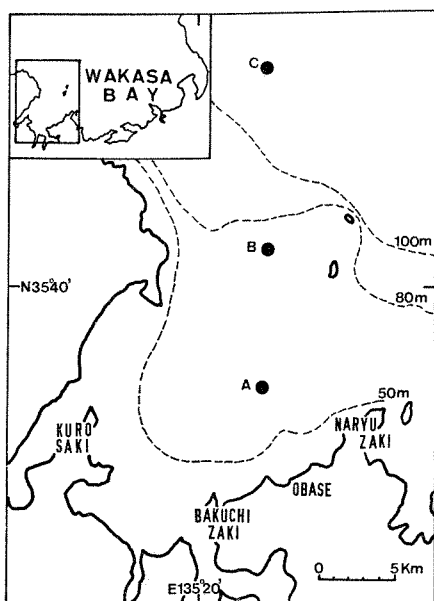 WAKASA
BAY
C
100m
B
N35°40'
80m
A
50m
NARYU
ZAKI
KURO
SAKI
OBASE
BAKUCHI
ZAKI
0 5Km
E135°20'